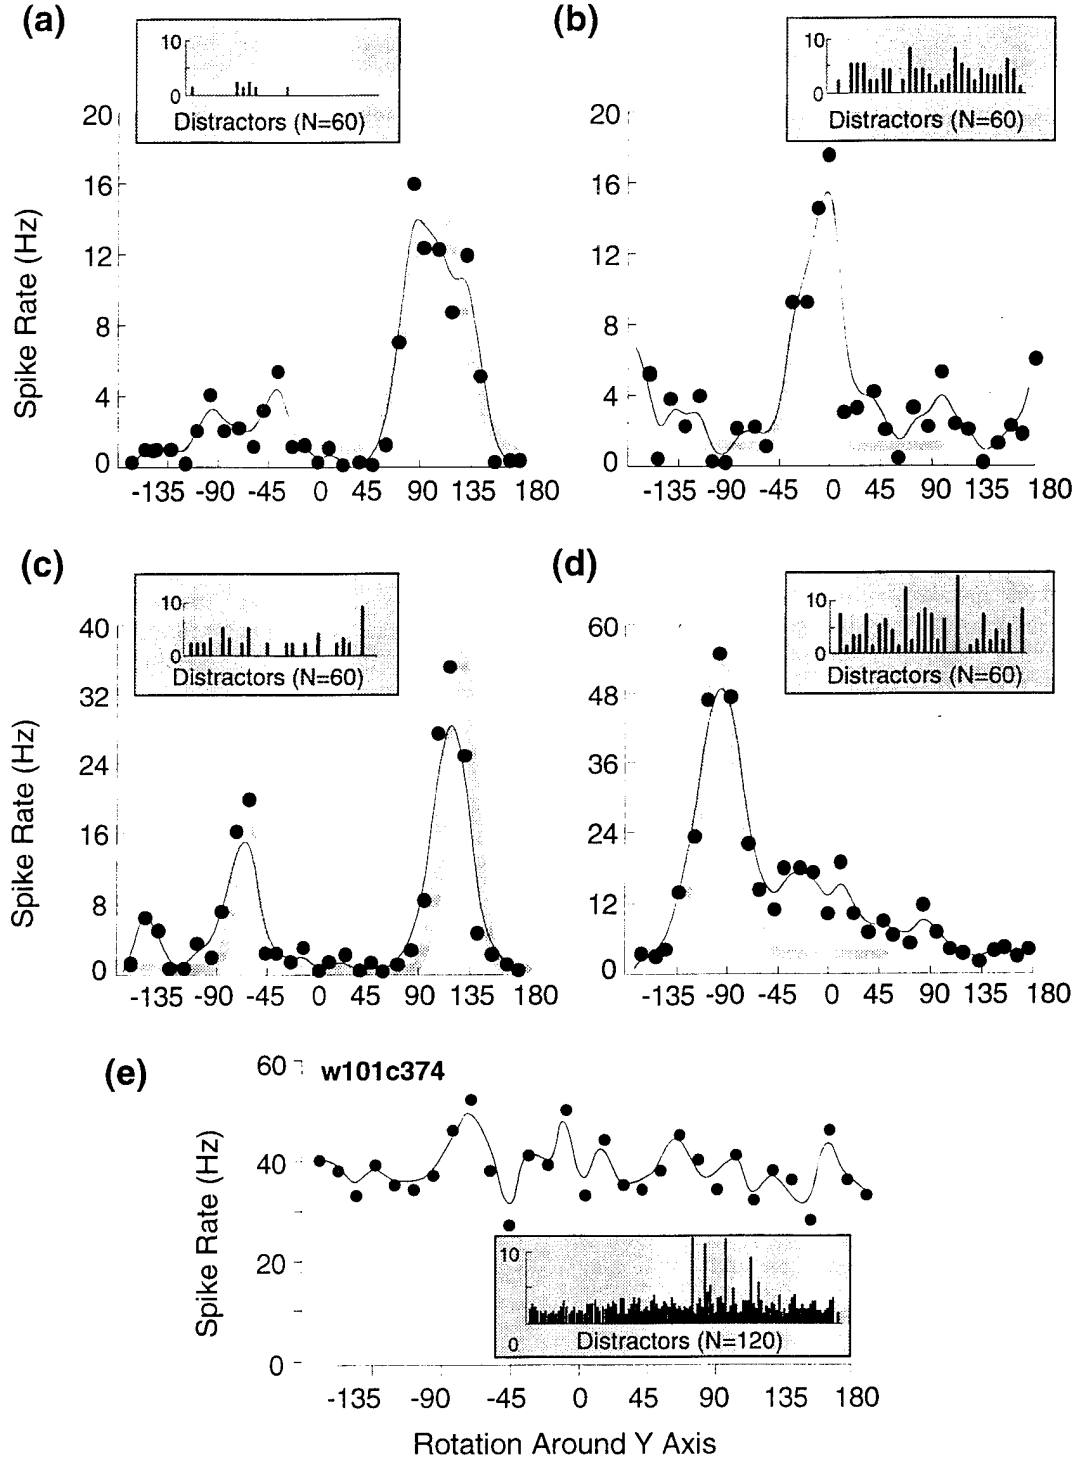 (a)
10
0
Distractors (N=60)
20
16
12
8
4
0
Spike Rate (Hz)
-135 -90 -45 0 45 90 135 180
(b)
10
0
Distractors (N=60)
20
16
12
8
4
0
-135 -90 -45 0 45 90 135 180
(c)
10
0
Distractors (N=60)
40
32
24
16
8
0
Spike Rate (Hz)
-135 -90 -45 0 45 90 135 180
(d)
10
0
Distractors (N=60)
60
48
36
24
12
0
-135 -90 -45 0 45 90 135 180
(e)
w101c374
60
40
20
0
Spike Rate (Hz)
10
0
Distractors (N=120)
-135 -90 -45 0 45 90 135 180
Rotation Around Y Axis